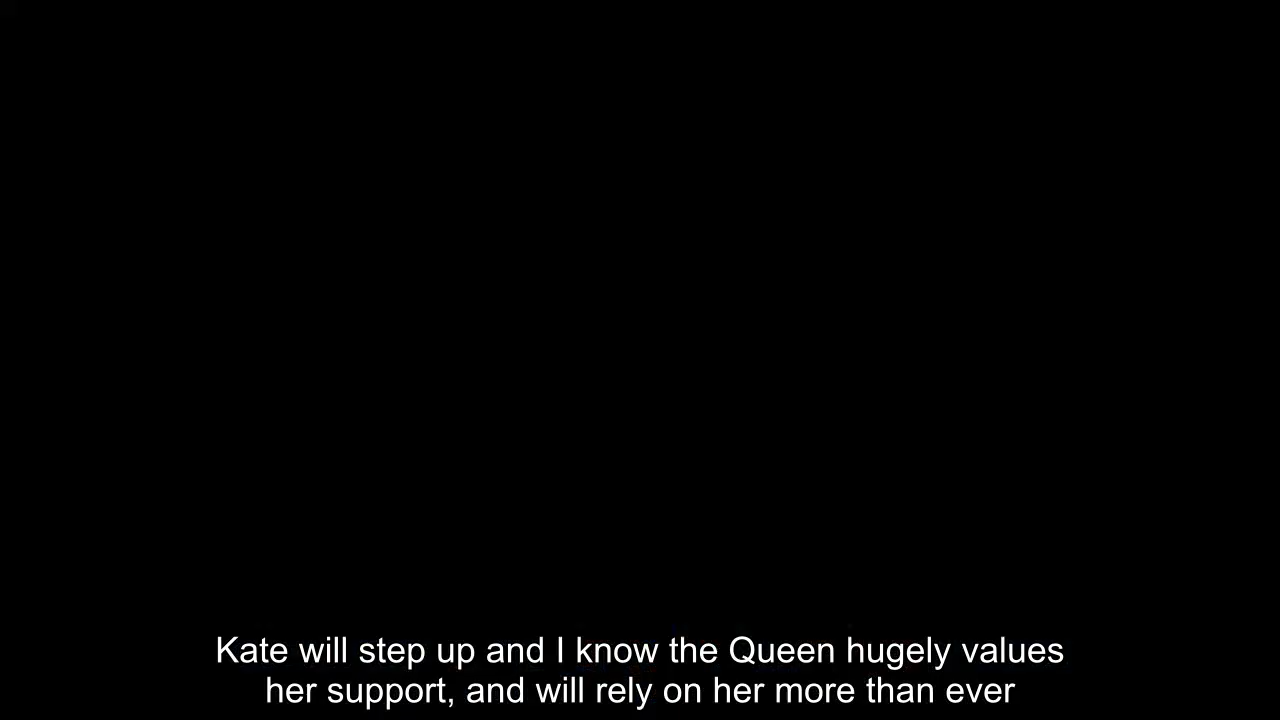 Kate will step up and I know the Queen hugely values
her support, and will rely on her more than ever